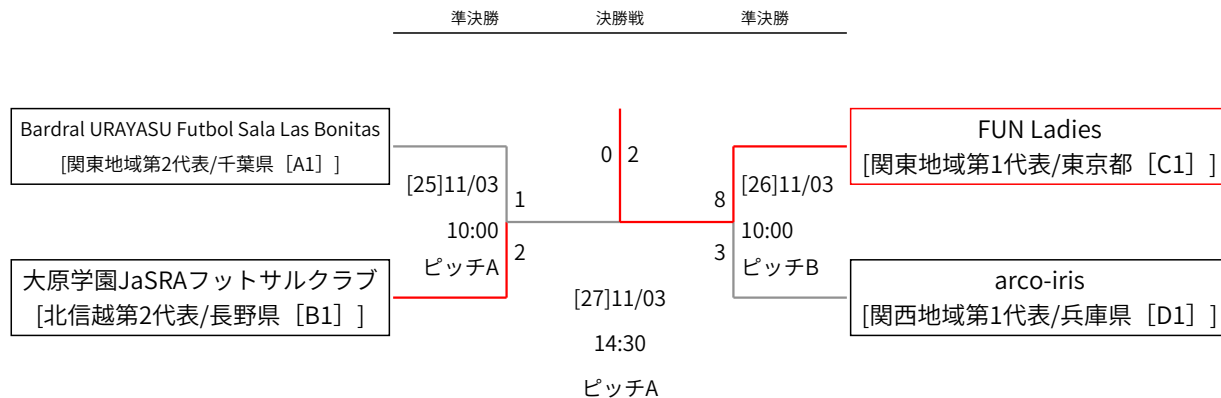 準決勝 決勝戦 準決勝
Bardral URAYASU Futbol Sala Las Bonitas
[関東地域第2代表/千葉県［A1］]
大原学園JaSRAフットサルクラブ
[北信越第2代表/長野県［B1］]
[25]11/03
10:00
ピッチA
1
2
0 2
[27]11/03
14:30
ピッチA
8
3
[26]11/03
10:00
ピッチB
FUN Ladies
[関東地域第1代表/東京都［C1］]
arco-iris
[関西地域第1代表/兵庫県［D1］]